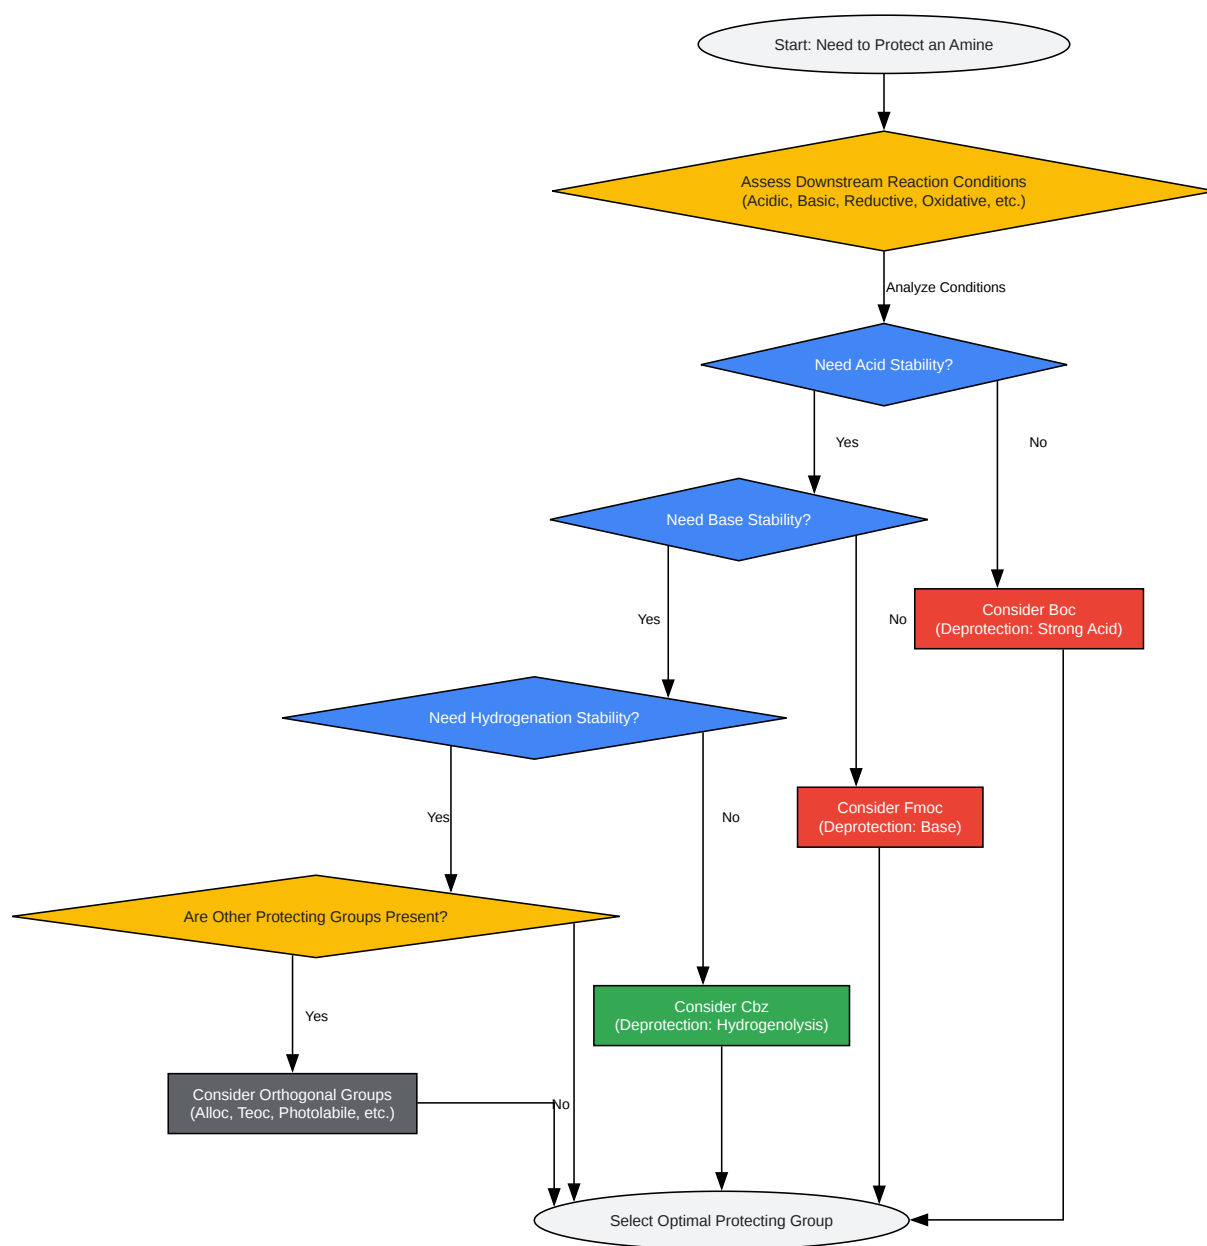 Start: Need to Protect an Amine
Assess Downstream Reaction Conditions
(Acidic, Basic, Reductive, Oxidative, etc.)
Analyze Conditions
Need Acid Stability?
Yes
No
Need Base Stability?
Yes
No
Consider Boc
(Deprotection: Strong Acid)
Need Hydrogenation Stability?
Yes
No
Consider Fmoc
(Deprotection: Base)
Are Other Protecting Groups Present?
Yes
Consider Cbz
(Deprotection: Hydrogenolysis)
Consider Orthogonal Groups
(Alloc, Teoc, Photolabile, etc.)
No
Select Optimal Protecting Group